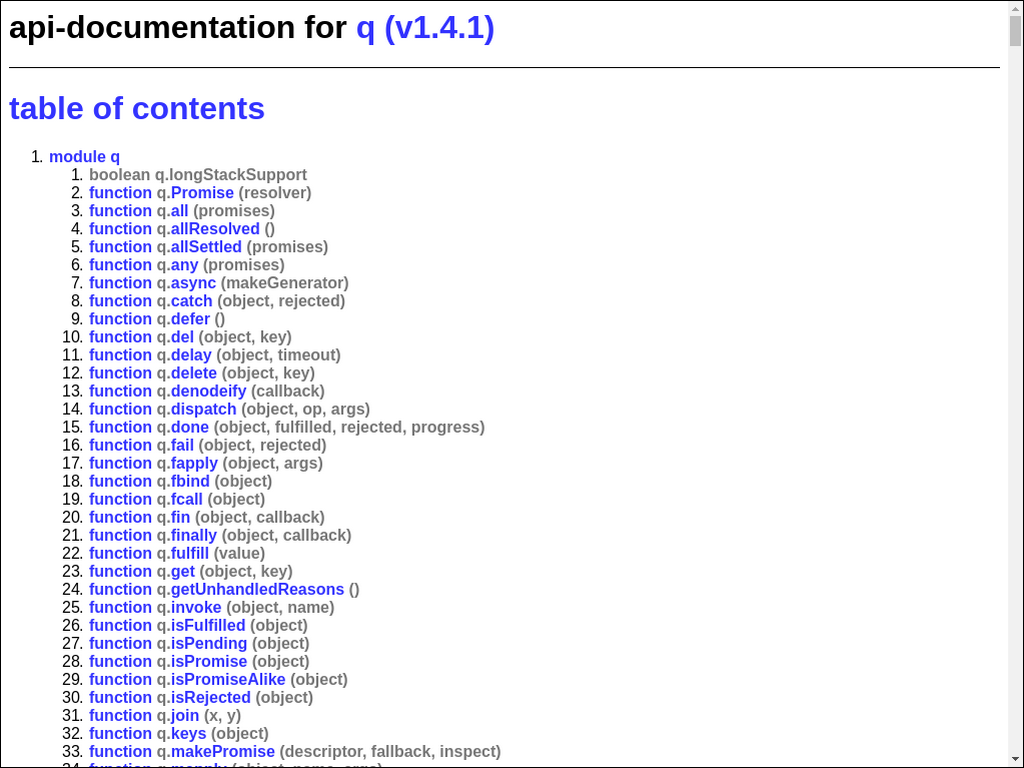 api-documentation for q (v1.4.1)
table of contents
1. module q
1. boolean q.longStackSupport
2. function q.Promise (resolver)
3. function q.all (promises)
4. function q.allResolved ()
5. function q.allSettled (promises)
6. function q.any (promises)
7. function q.async (makeGenerator)
8. function q.catch (object, rejected)
9. function q.defer ()
10. function q.del (object, key)
11. function q.delay (object, timeout)
12. function q.delete (object, key)
13. function q.denodeify (callback)
14. function q.dispatch (object, op, args)
15. function q.done (object, fulfilled, rejected, progress)
16. function q.fail (object, rejected)
17. function q.fapply (object, args)
18. function q.fbind (object)
19. function q.fcall (object)
20. function q.fin (object, callback)
21. function q.finally (object, callback)
22. function q.fulfill (value)
23. function q.get (object, key)
24. function q.getUnhandledReasons ()
25. function q.invoke (object, name)
26. function q.isFulfilled (object)
27. function q.isPending (object)
28. function q.isPromise (object)
29. function q.isPromiseAlike (object)
30. function q.isRejected (object)
31. function q.join (x, y)
32. function q.keys (object)
33. function q.makePromise (descriptor, fallback, inspect)
34. function q.mapply (object, name, args)